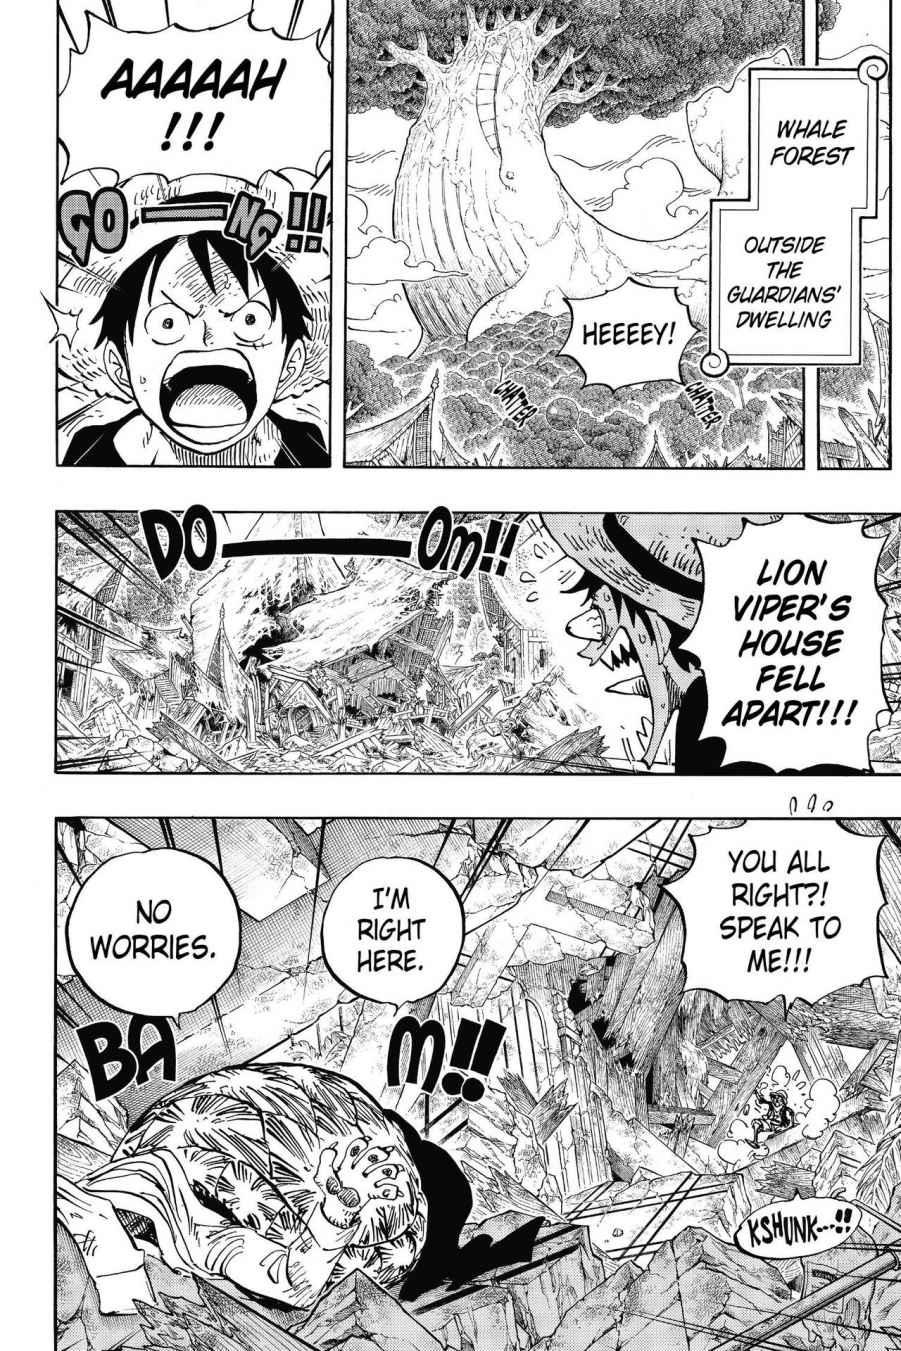 WHALE
FOREST
OUTSIDE
THE
GUARDIANS'
DWELLING
HEEEEY!
CHATTER
CHATTER
AAAAAH
!!!
GO—NG!!
LION
VIPER'S
HOUSE
FELL
APART!!!
DO—OM!!
YOU ALL
RIGHT?!
SPEAK TO
ME!!!
I'M
RIGHT
HERE.
NO
WORRIES.
BAM!!
KSHUNK---!!